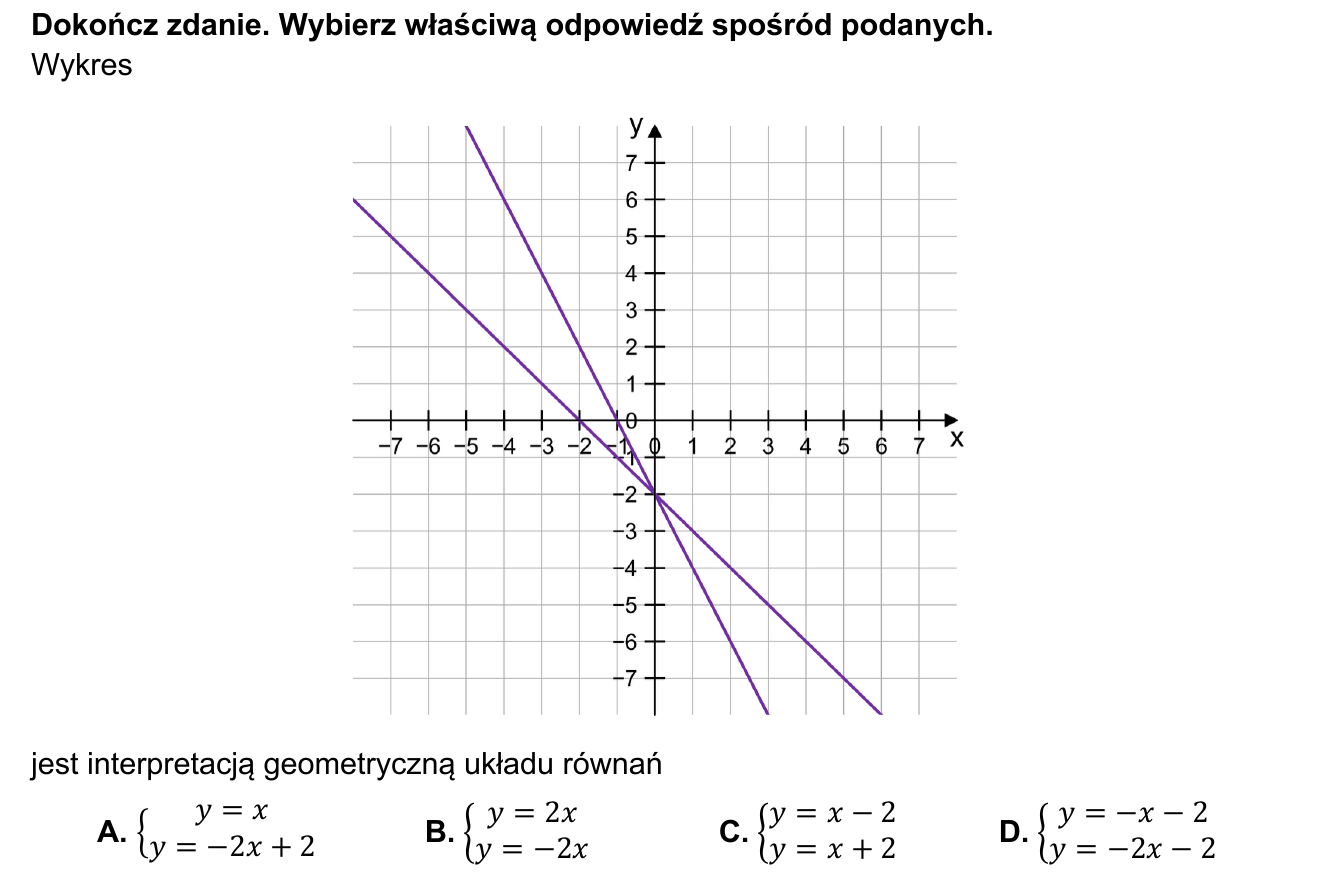 Dokończ zdanie. Wybierz właściwą odpowiedź spośród podanych.
Wykres
y
7
6
5
4
3
2
1
0
−7 −6 −5 −4 −3 −2 −1 0 1 2 3 4 5 6 7 x
−1
−2
−3
−4
−5
−6
−7
jest interpretacją geometryczną układu równań
A. { y = x
y = −2x + 2
B. { y = 2x
y = −2x
C. { y = x − 2
y = x + 2
D. { y = −x − 2
y = −2x − 2